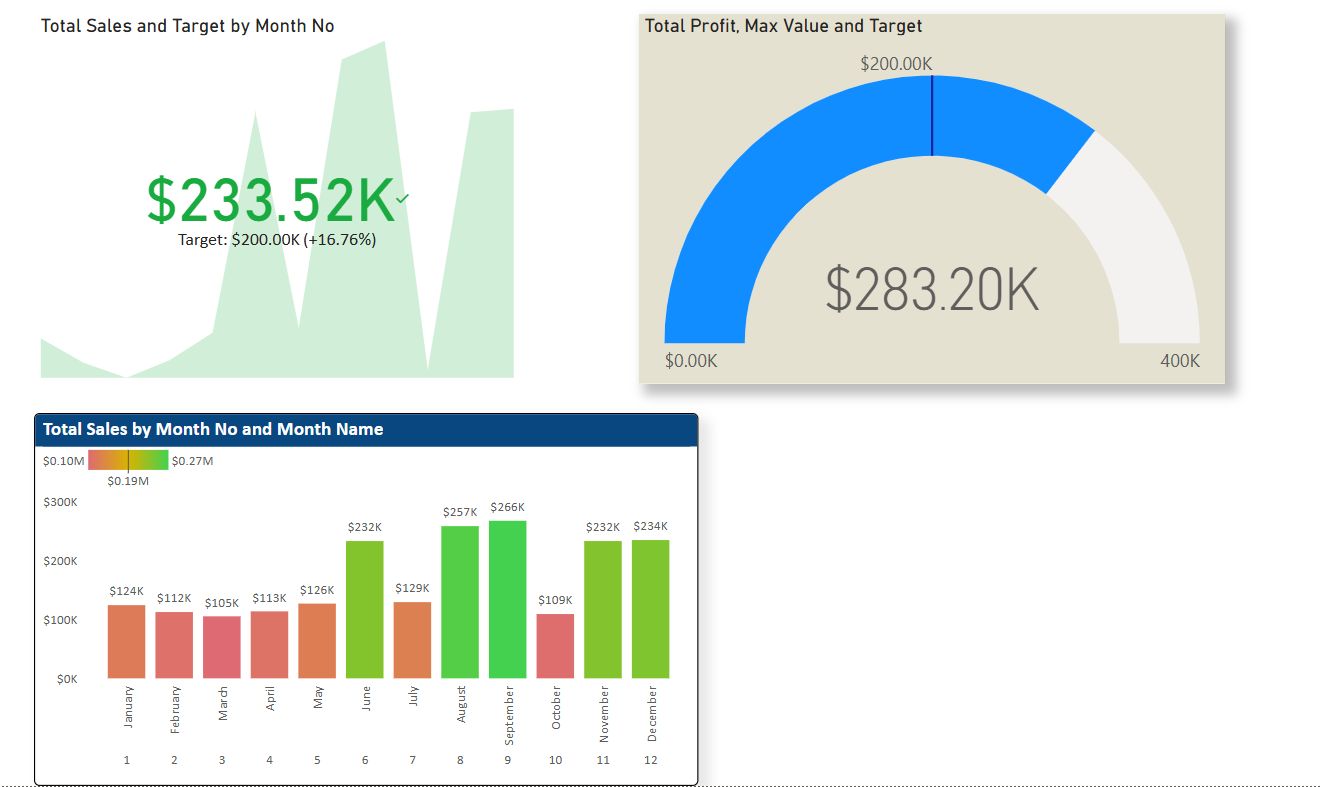 Total Sales and Target by Month No
$233.52K
Target: $200.00K (+16.76%)
Total Profit, Max Value and Target
$200.00K
$283.20K
$0.00K
400K
Total Sales by Month No and Month Name
$0.10M
$0.27M
$0.19M
$300K
$200K
$100K
$0K
$124K
$112K
$105K
$113K
$126K
$232K
$129K
$257K
$266K
$109K
$232K
$234K
January
February
March
April
May
June
July
August
September
October
November
December
1 2 3 4 5 6 7 8 9 10 11 12